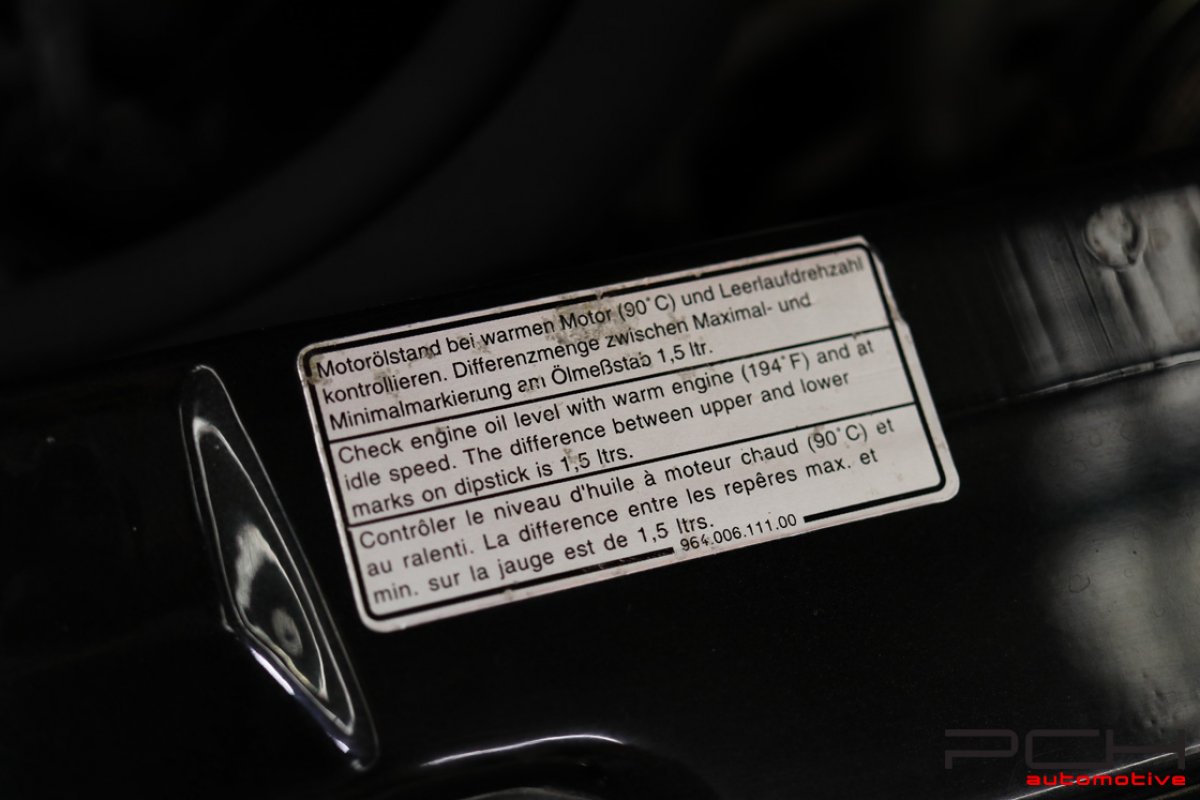 Motorölstand bei warmen Motor (90°C) und Leerlaufdrehzahl
kontrollieren. Differenzmenge zwischen Maximal- und
Minimalmarkierung am Ölmeßstab 1,5 ltr.
Check engine oil level with warm engine (194°F) and at
idle speed. The difference between upper and lower
marks on dipstick is 1,5 ltrs.
Contrôler le niveau d'huile à moteur chaud (90°C) et
au ralenti. La difference entre les repêres max. et
min. sur la jauge est de 1,5 ltrs.
964.006.111.00
PCH
automotive